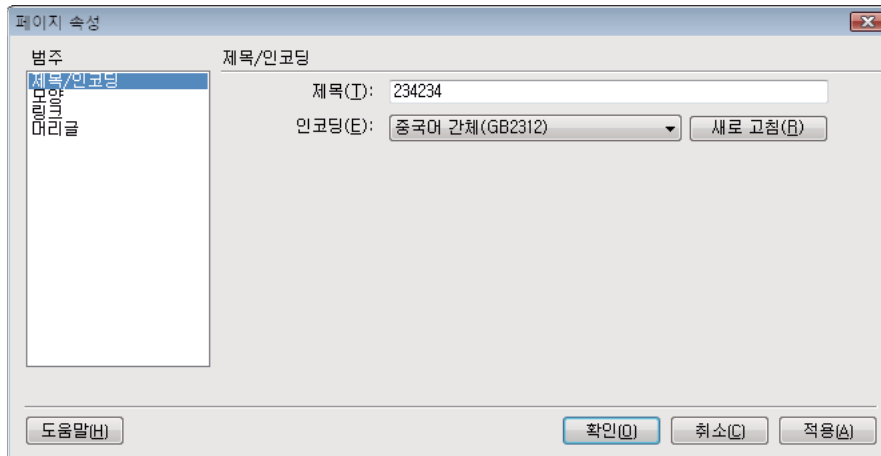 페이지 속성
범주
제목/인코딩
모양
링크
머리글
제목/인코딩
제목(T): 234234
인코딩(E): 중국어 간체(GB2312) 새로 고침(R)
도움말(H) 확인(O) 취소(C) 적용(A)